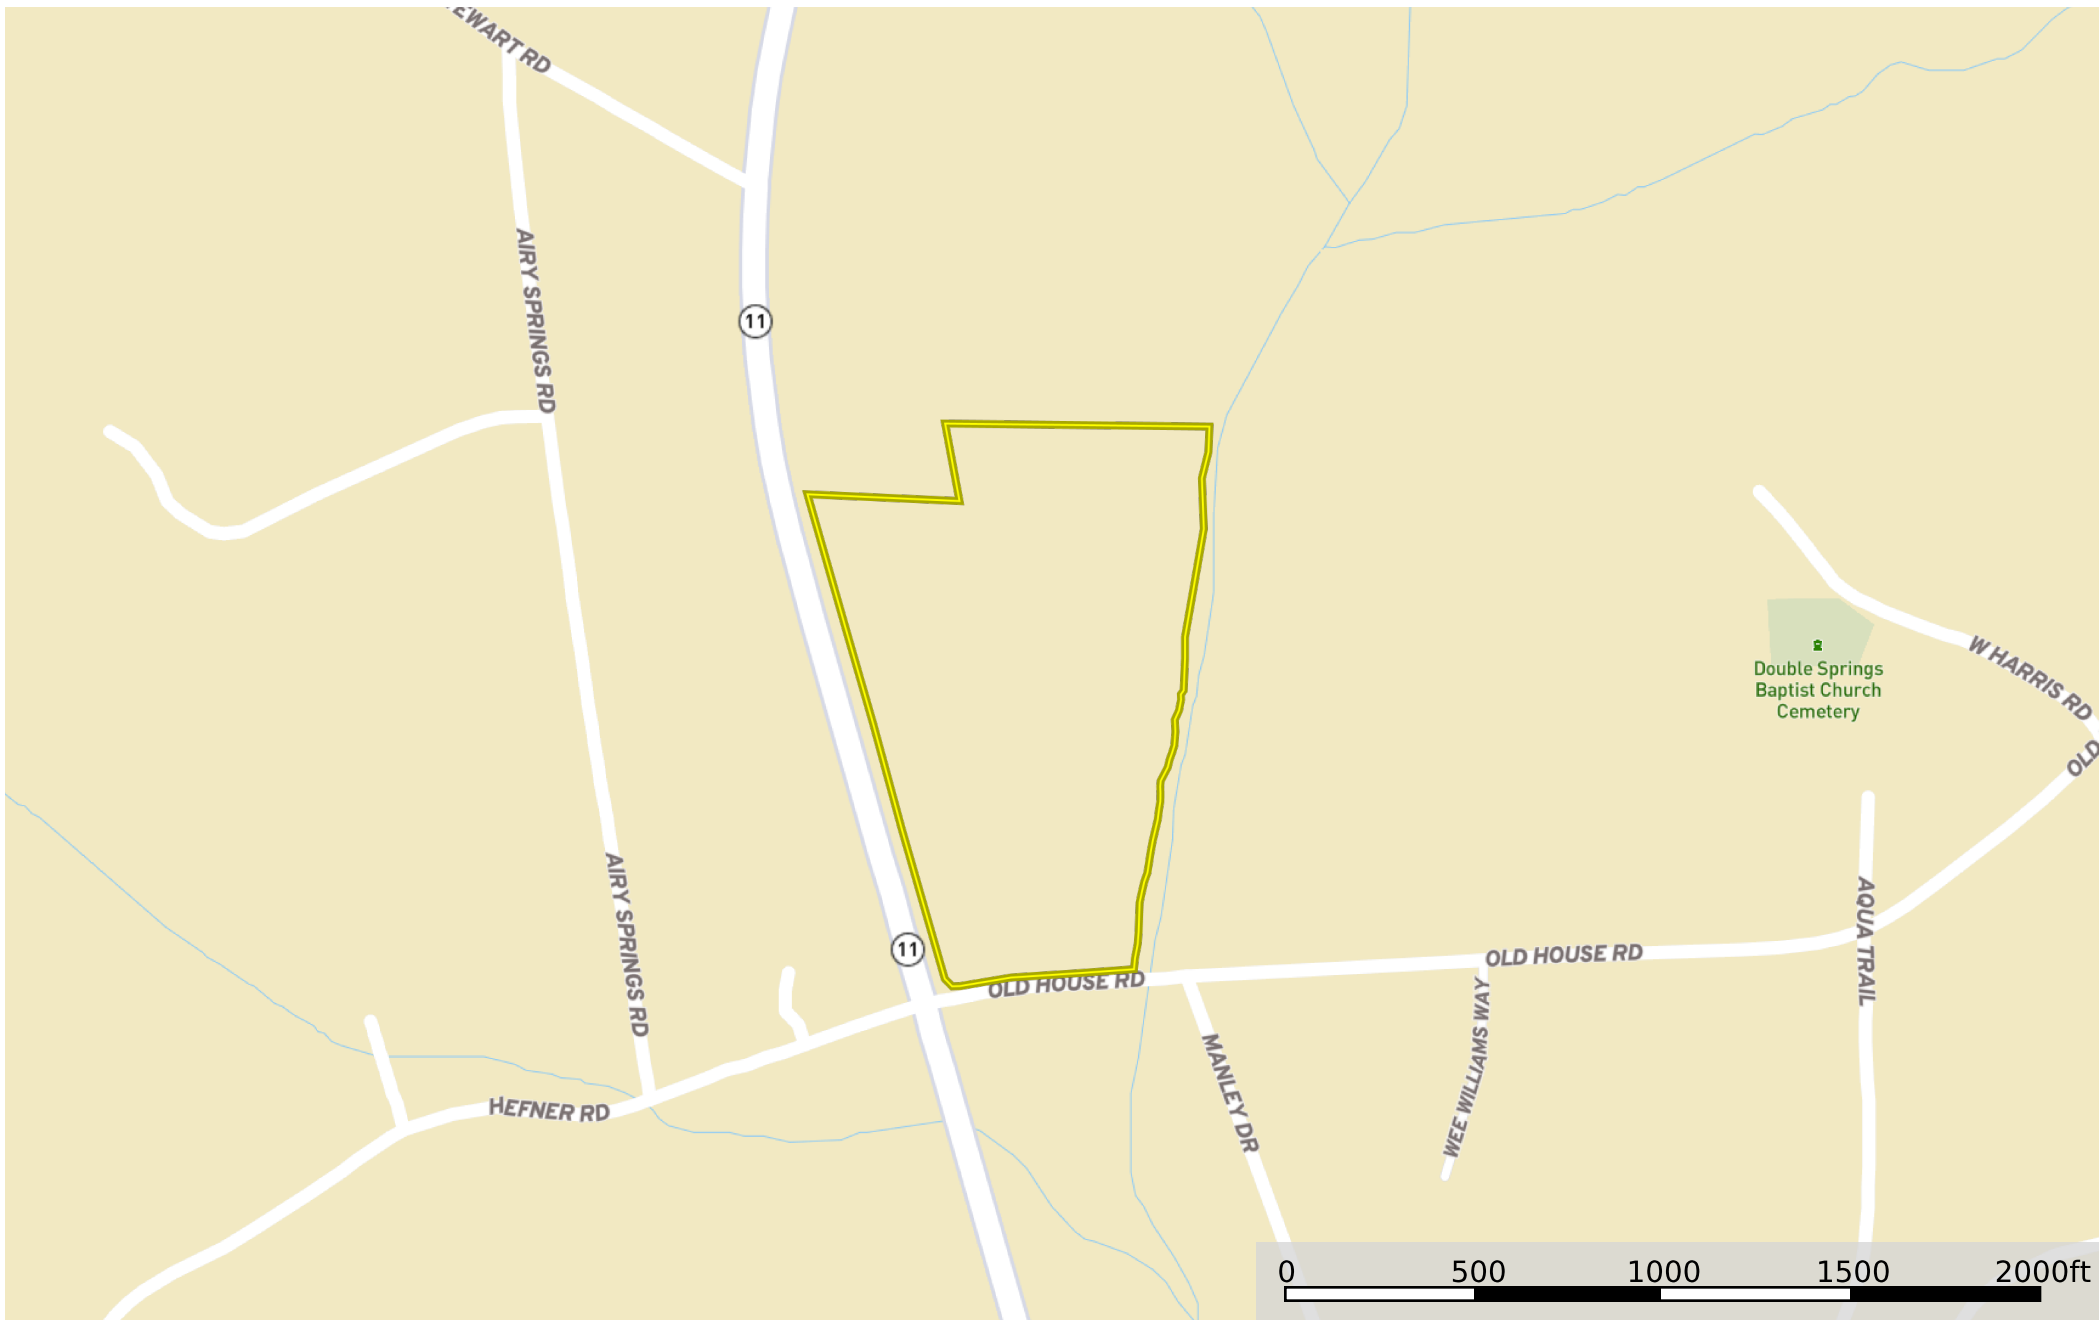 EWART RD
AIRY SPRINGS RD
11
W HARRIS RD
Double Springs
Baptist Church
Cemetery
OLD
AIRY SPRINGS RD
11
AQUA TRAIL
OLD HOUSE RD
OLD HOUSE RD
WEE WILLIAMS WAY
MANLEY DR
HEFNER RD
0 500 1000 1500 2000ft